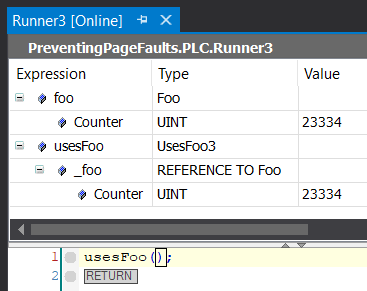 Runner3 [Online]
PreventingPageFaults.PLC.Runner3
Expression Type Value
foo Foo
Counter UINT 23334
usesFoo UsesFoo3
_foo REFERENCE TO Foo
Counter UINT 23334
1 usesFoo();
2 RETURN